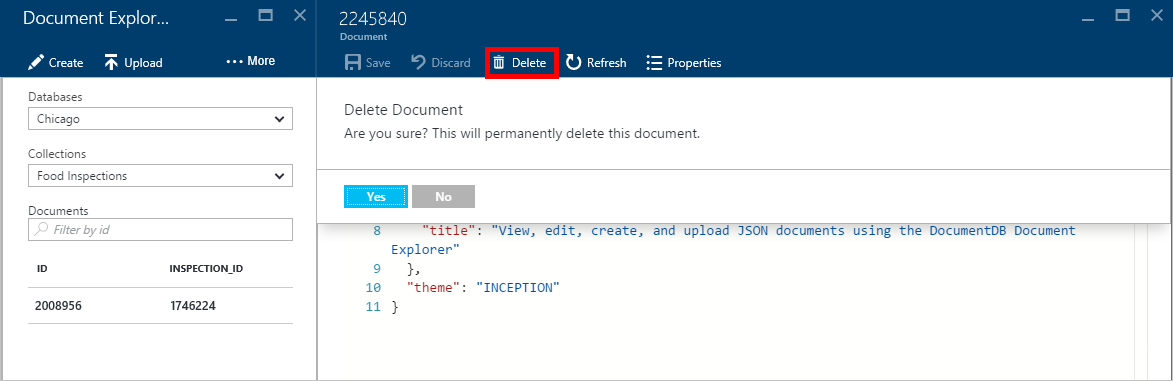 Document Explor...
Create
Upload
··· More
Databases
Chicago
Collections
Food Inspections
Documents
Filter by id
ID INSPECTION_ID
2008956 1746224
2245840
Document
Save
Discard
Delete
Refresh
Properties
Delete Document
Are you sure? This will permanently delete this document.
Yes
No
8 "title": "View, edit, create, and upload JSON documents using the DocumentDB Document
Explorer"
9 },
10 "theme": "INCEPTION"
11 }